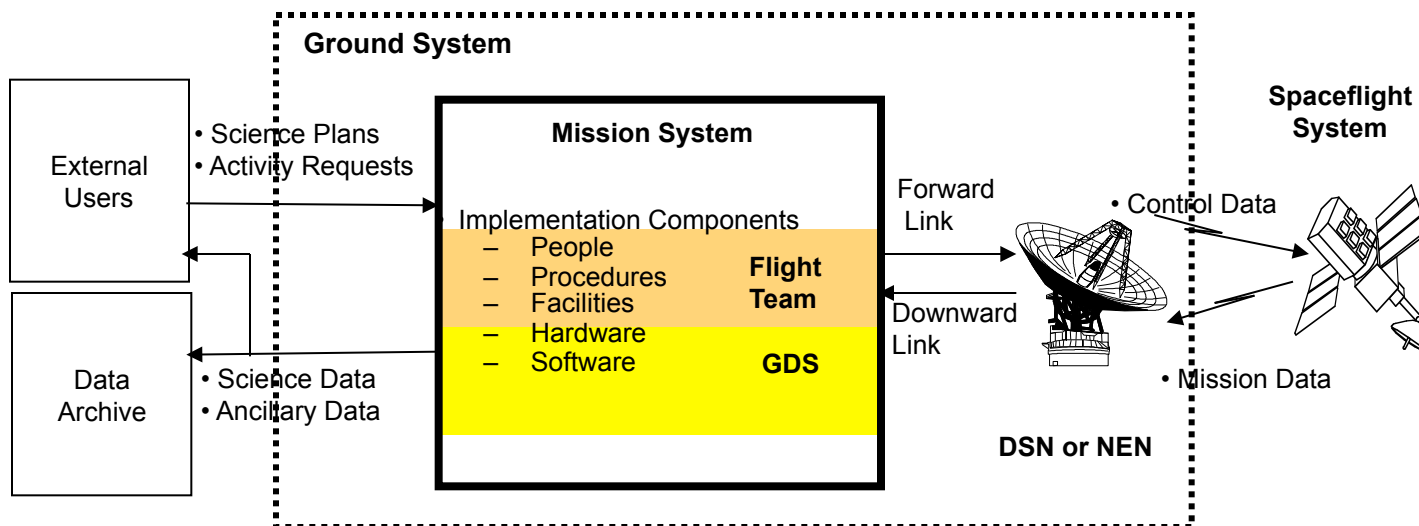 Ground System
External
Users
• Science Plans
• Activity Requests
Mission System
• Implementation Components
– People
– Procedures
– Facilities
– Hardware
– Software
Flight
Team
GDS
Forward
Link
Downward
Link
• Control Data
Spaceflight
System
• Mission Data
DSN or NEN
Data
Archive
• Science Data
• Ancillary Data